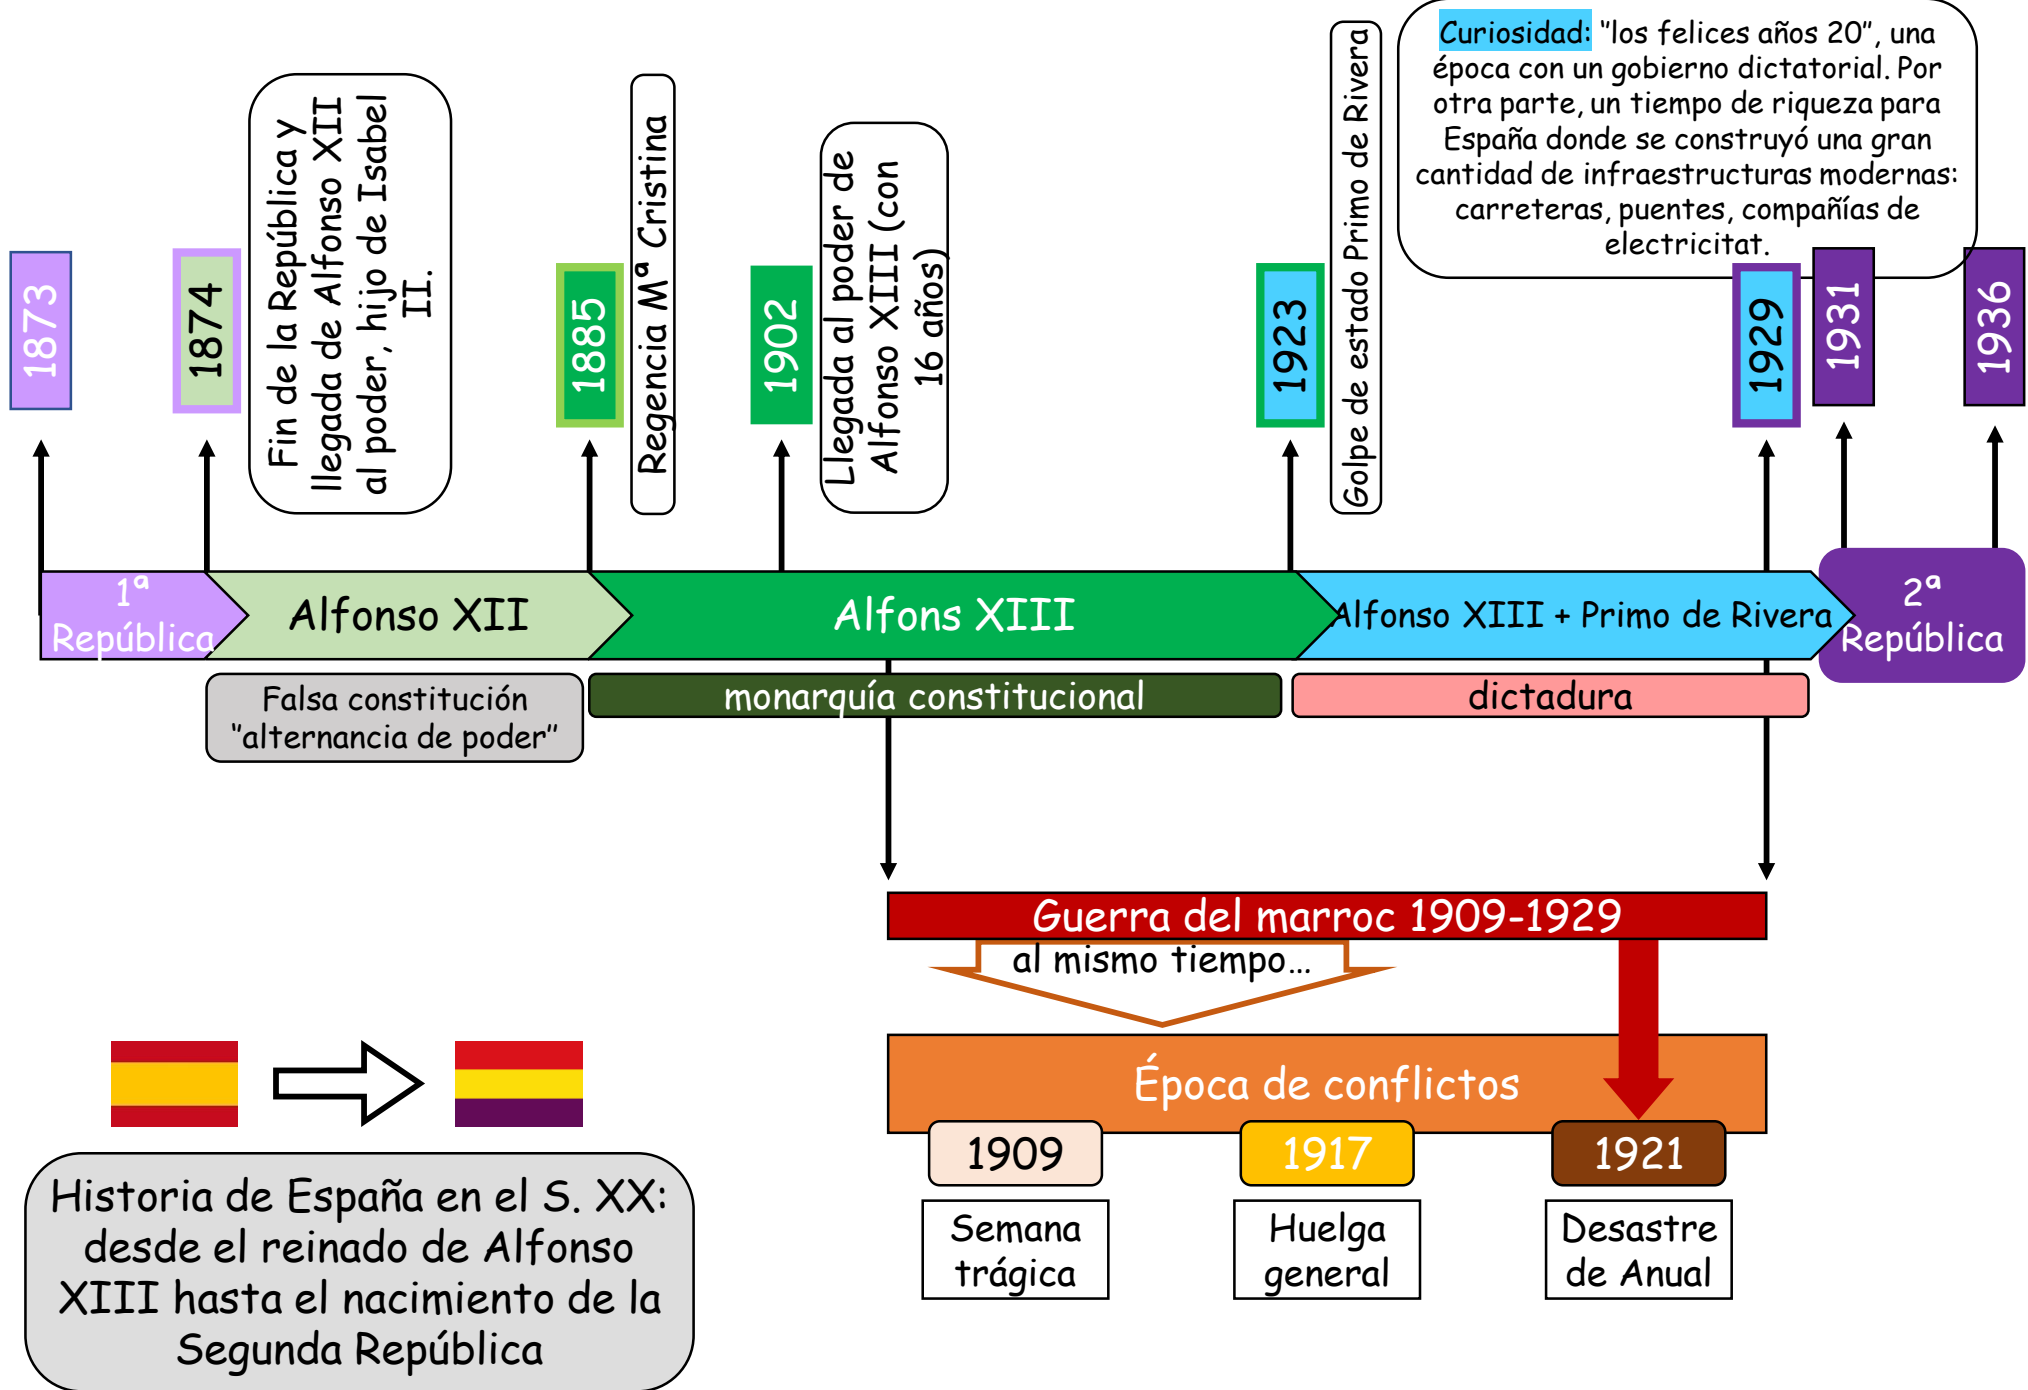 1873
1874
Fin de la República y
llegada de Alfonso XII
al poder, hijo de Isabel
II.
1885
Regencia Mª Cristina
1902
Llegada al poder de
Alfonso XIII (con
16 años)
1923
Golpe de estado Primo de Rivera
Curiosidad: "los felices años 20", una
época con un gobierno dictatorial. Por
otra parte, un tiempo de riqueza para
España donde se construyó una gran
cantidad de infraestructuras modernas:
carreteras, puentes, compañías de
electricitat.
1929
1931
1936
1ª
República
Alfonso XII
Alfons XIII
Alfonso XIII + Primo de Rivera
2ª
República
Falsa constitución
"alternancia de poder"
monarquía constitucional
dictadura
Guerra del marroc 1909-1929
al mismo tiempo…
Época de conflictos
1909
1917
1921
Semana
trágica
Huelga
general
Desastre
de Anual
Historia de España en el S. XX:
desde el reinado de Alfonso
XIII hasta el nacimiento de la
Segunda República